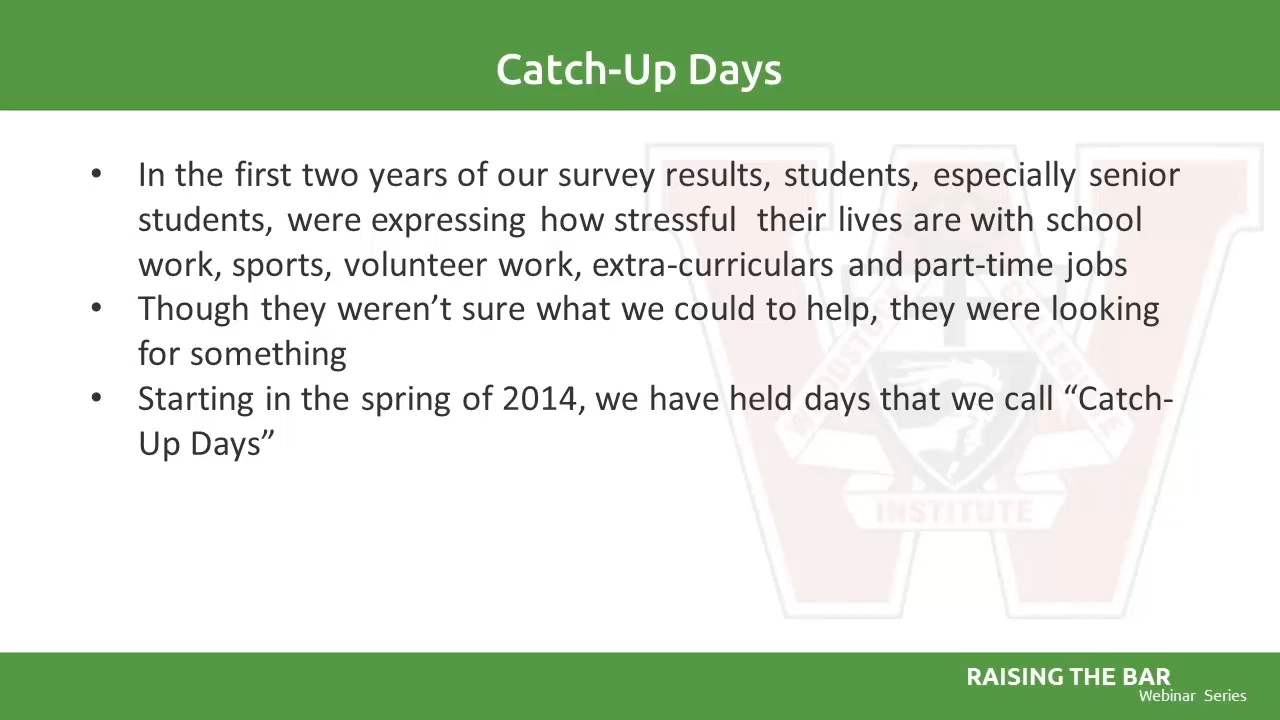 Catch-Up Days
• In the first two years of our survey results, students, especially senior
students, were expressing how stressful their lives are with school
work, sports, volunteer work, extra-curriculars and part-time jobs
• Though they weren’t sure what we could to help, they were looking
for something
• Starting in the spring of 2014, we have held days that we call “Catch-
Up Days”
INSTITUTE
RAISING THE BAR
Webinar Series